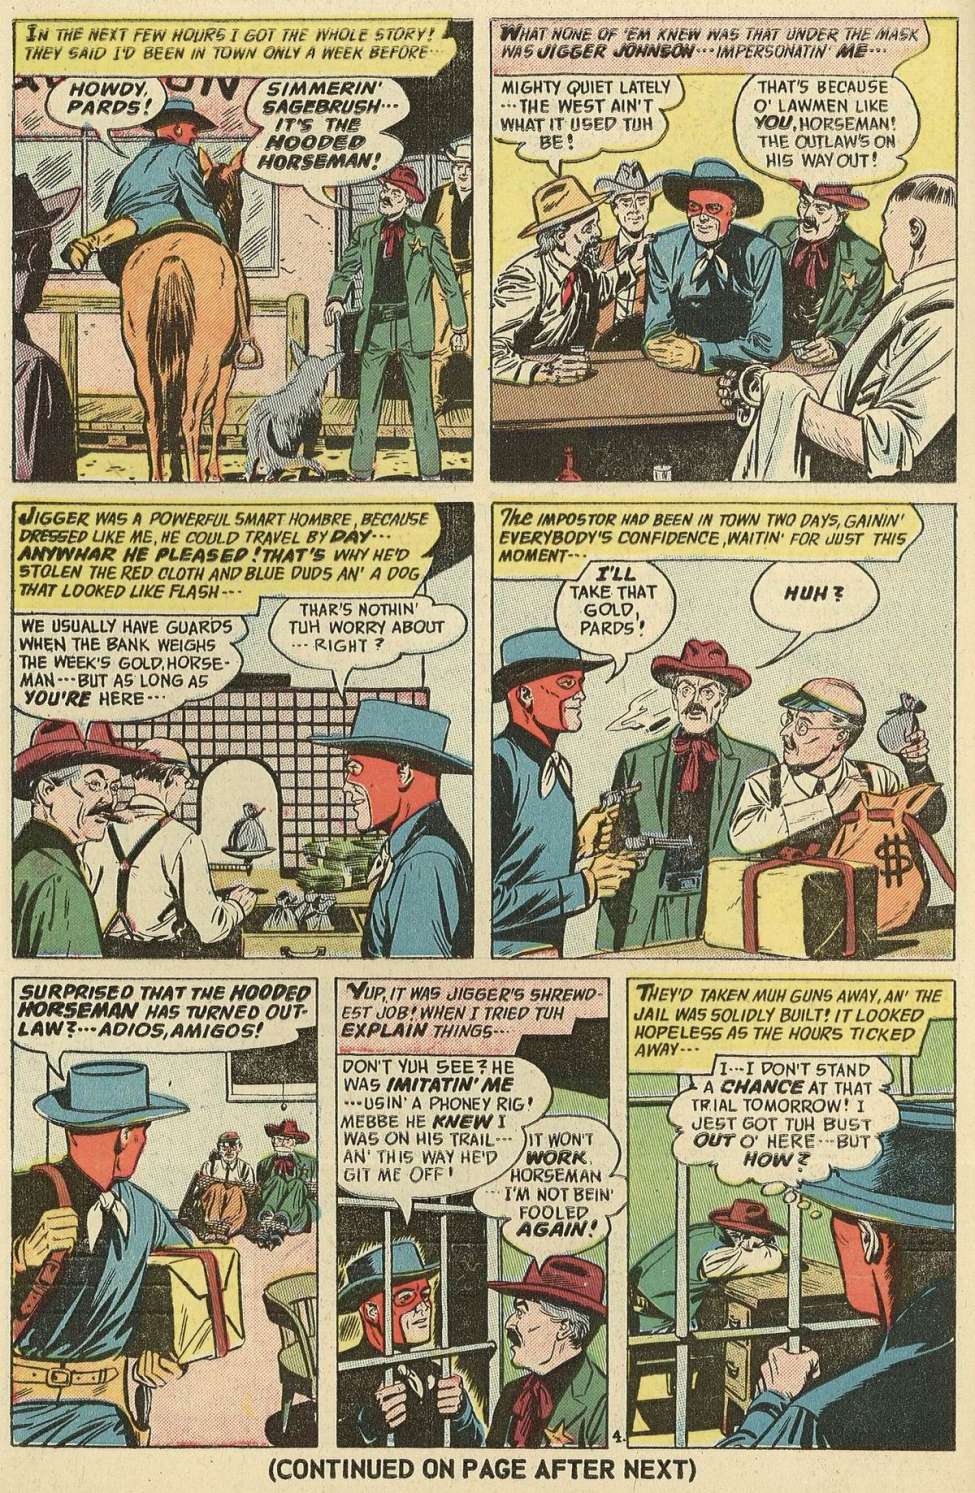 IN THE NEXT FEW HOURS I GOT THE WHOLE STORY!
THEY SAID I'D BEEN IN TOWN ONLY A WEEK BEFORE--
HOWDY,
PARDS!
SIMMERIN'
SAGEBRUSH---
IT'S THE
HOODED
HORSEMAN!
WHAT NONE OF 'EM KNEW WAS THAT UNDER THE MASK
WAS JIGGER JOHNSON---IMPERSONATIN' ME---
MIGHTY QUIET LATELY
---THE WEST AIN'T
WHAT IT USED TUH
BE!
THAT'S BECAUSE
O' LAWMEN LIKE
YOU, HORSEMAN!
THE OUTLAW'S ON
HIS WAY OUT!
JIGGER WAS A POWERFUL SMART HOMBRE, BECAUSE
DRESSED LIKE ME, HE COULD TRAVEL BY DAY---
ANYWHAR HE PLEASED! THAT'S WHY HE'D
STOLEN THE RED CLOTH AND BLUE DUDS AN' A DOG
THAT LOOKED LIKE FLASH---
WE USUALLY HAVE GUARDS
WHEN THE BANK WEIGHS
THE WEEK'S GOLD, HORSE-
MAN---BUT AS LONG AS
YOU'RE HERE---
THAR'S NOTHIN'
TUH WORRY ABOUT
---RIGHT?
THE IMPOSTOR HAD BEEN IN TOWN TWO DAYS, GAININ'
EVERYBODY'S CONFIDENCE, WAITIN' FOR JUST THIS
MOMENT---
I'LL
TAKE THAT
GOLD,
PARDS!
HUH?
$
SURPRISED THAT THE HOODED
HORSEMAN HAS TURNED OUT-
LAW?---ADIOS, AMIGOS!
YUP, IT WAS JIGGER'S SHREWD-
EST JOB! WHEN I TRIED TUH
EXPLAIN THINGS---
DON'T YUH SEE? HE
WAS IMITATIN' ME
---USIN' A PHONEY RIG!
MEBBE HE KNEW I
WAS ON HIS TRAIL---
AN' THIS WAY HE'D
GIT ME OFF!
IT WON'T
WORK,
HORSEMAN
---I'M NOT BEIN'
FOOLED
AGAIN!
4.
THEY'D TAKEN MUH GUNS AWAY, AN' THE
JAIL WAS SOLIDLY BUILT! IT LOOKED
HOPELESS AS THE HOURS TICKED
AWAY---
I---I DON'T STAND
A CHANCE AT THAT
TRIAL TOMORROW! I
JEST GOT TUH BUST
OUT O' HERE---BUT
HOW?
(CONTINUED ON PAGE AFTER NEXT)